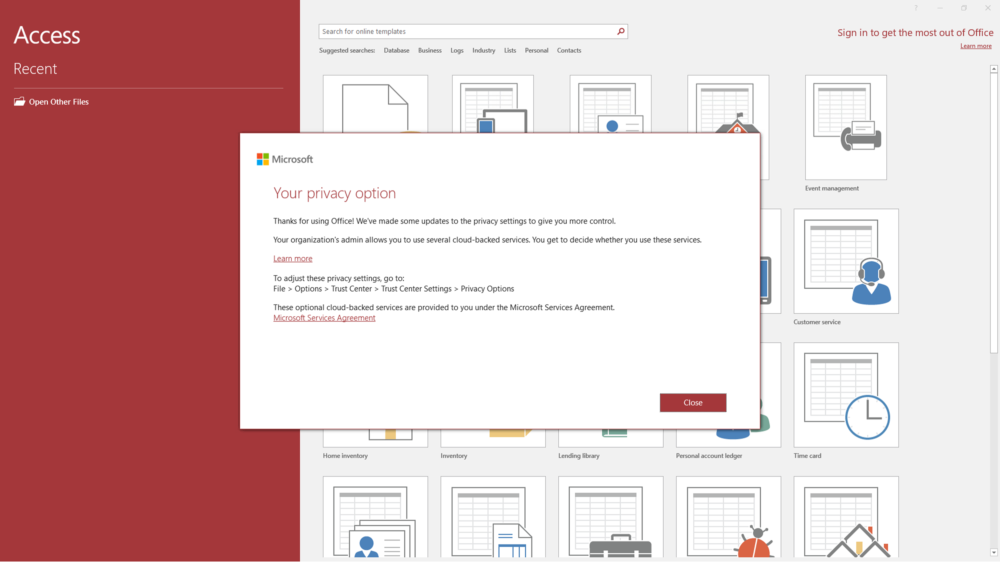 Access
Recent
Open Other Files
?
Search for online templates
Suggested searches: Database Business Logs Industry Lists Personal Contacts
Sign in to get the most out of Office
Learn more
Event management
Microsoft
Your privacy option
Thanks for using Office! We've made some updates to the privacy settings to give you more control.
Your organization's admin allows you to use several cloud-backed services. You get to decide whether you use these services.
Learn more
To adjust these privacy settings, go to:
File > Options > Trust Center > Trust Center Settings > Privacy Options
These optional cloud-backed services are provided to you under the Microsoft Services Agreement.
Microsoft Services Agreement
Close
Customer service
Home inventory Inventory Lending library Personal account ledger Time card